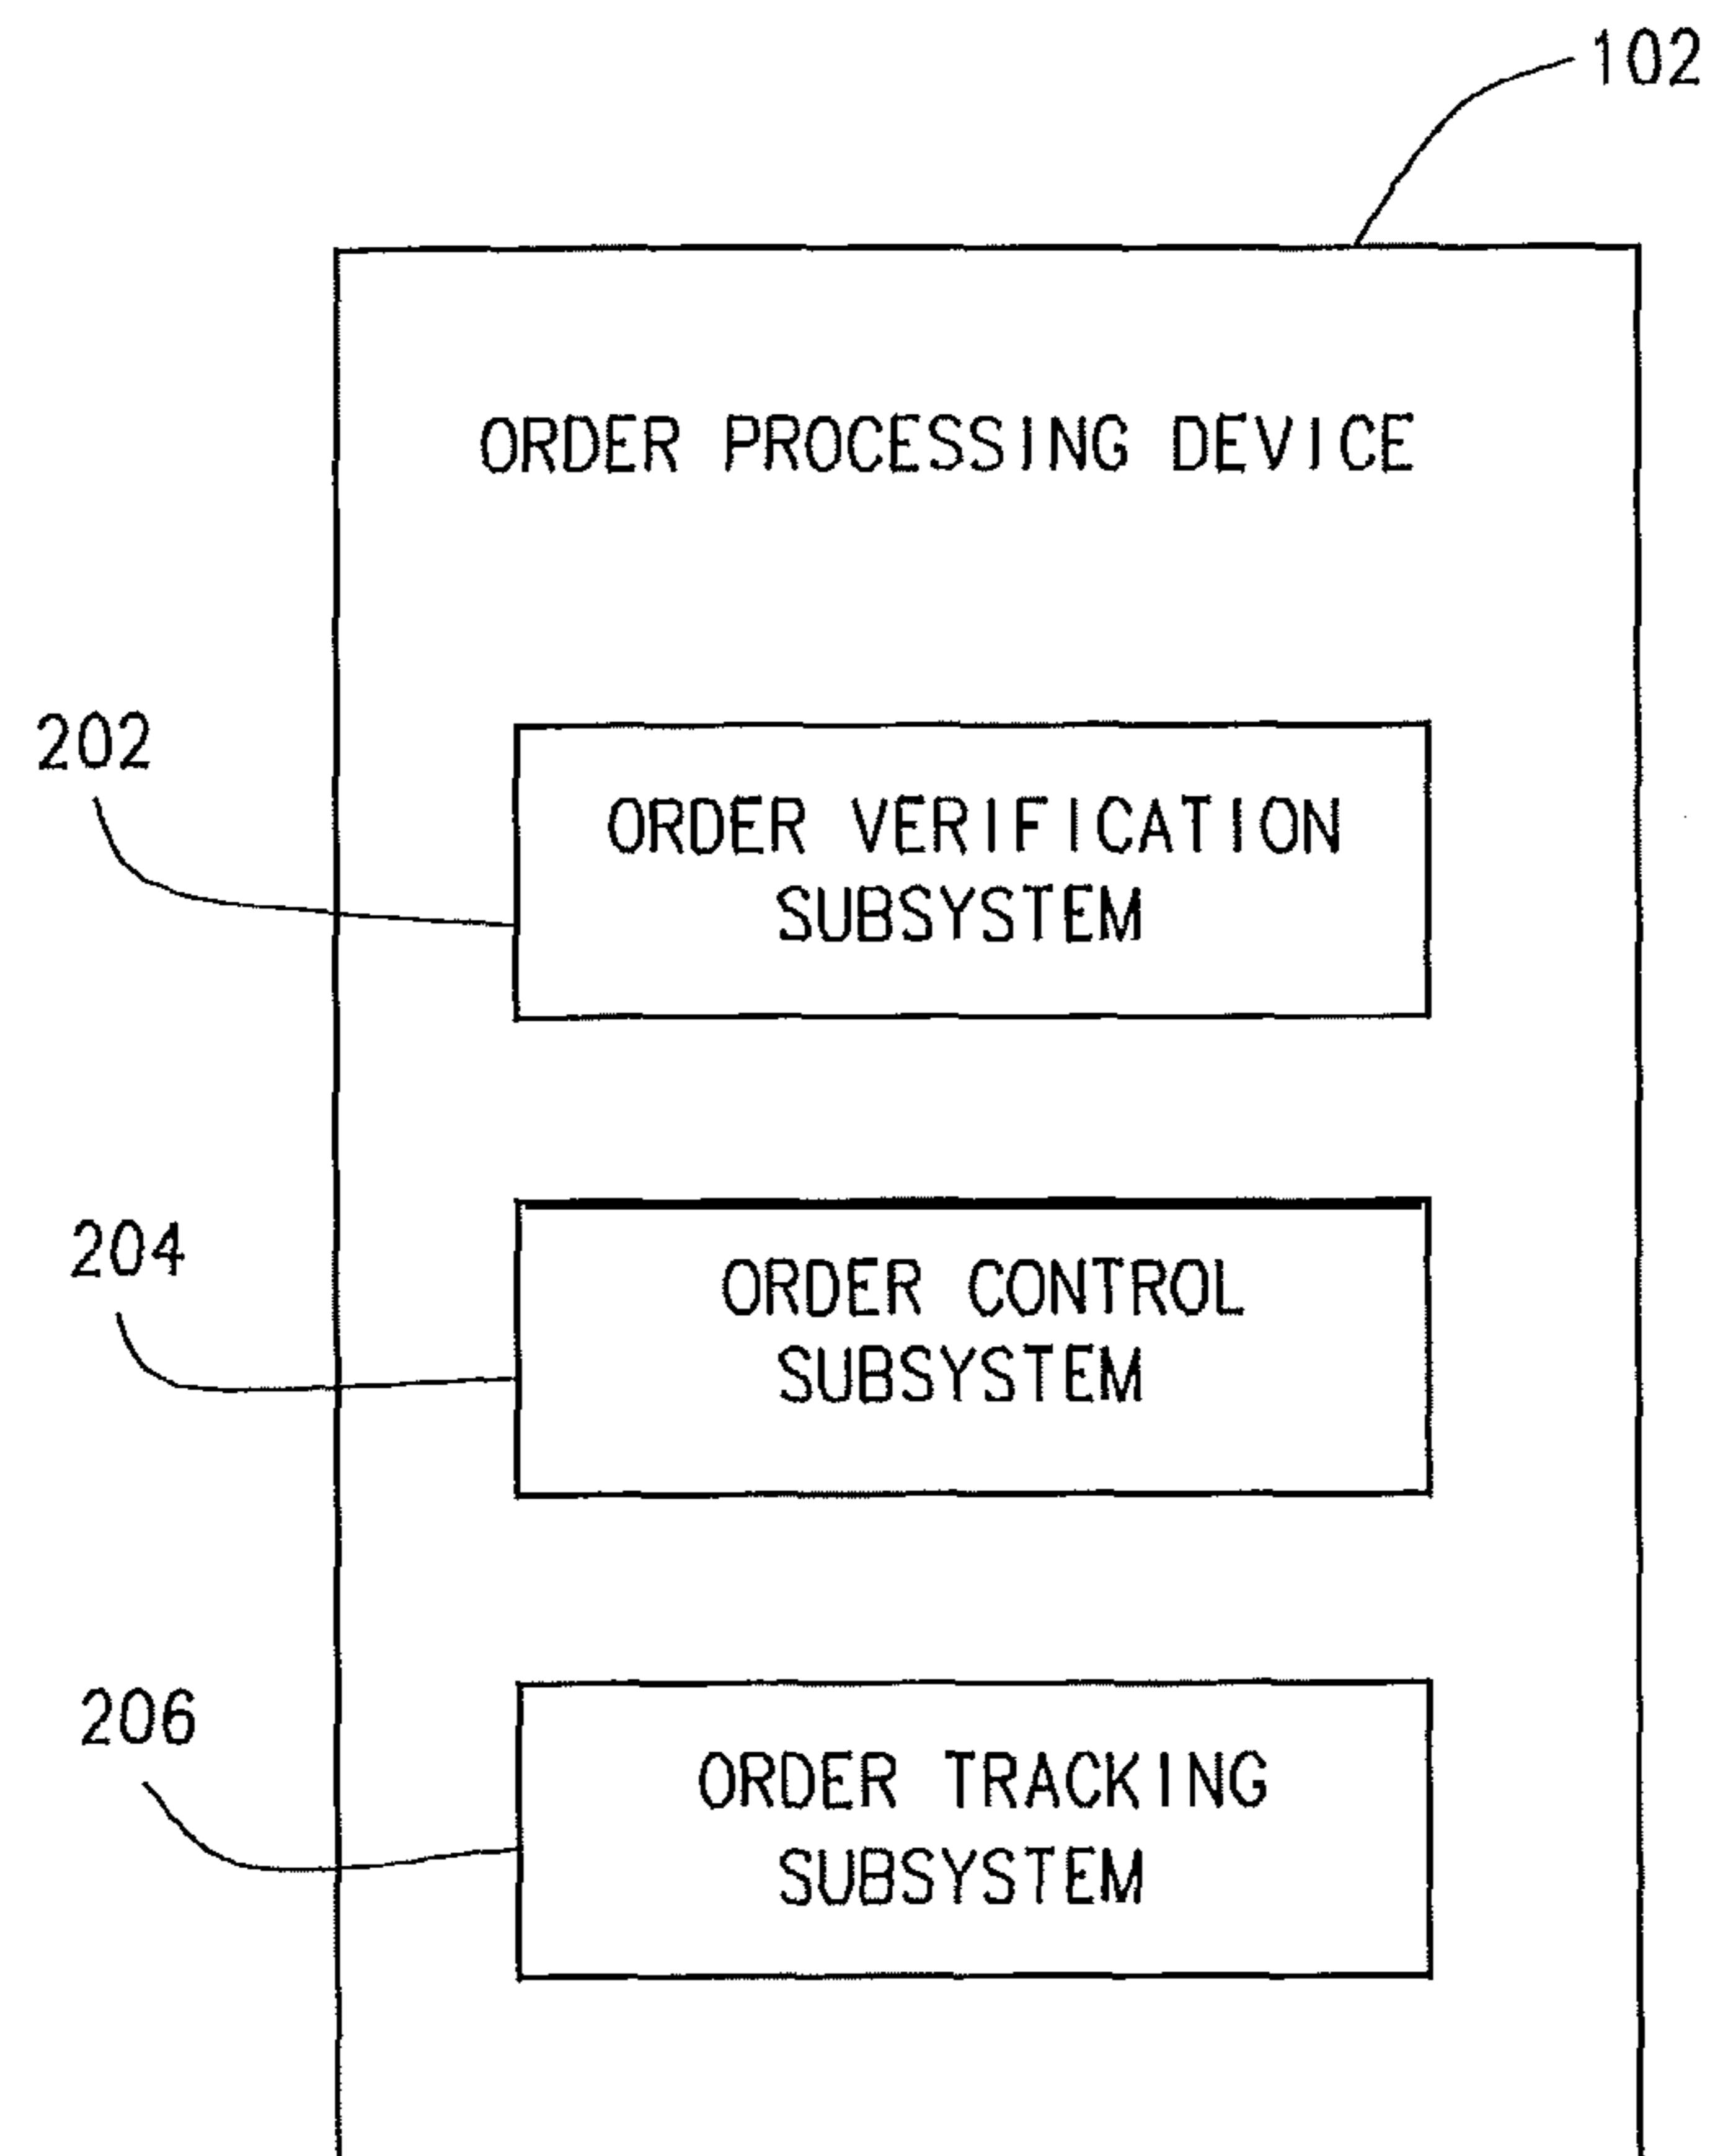 102
ORDER PROCESSING DEVICE
202
ORDER VERIFICATION
SUBSYSTEM
204
ORDER CONTROL
SUBSYSTEM
206
ORDER TRACKING
SUBSYSTEM